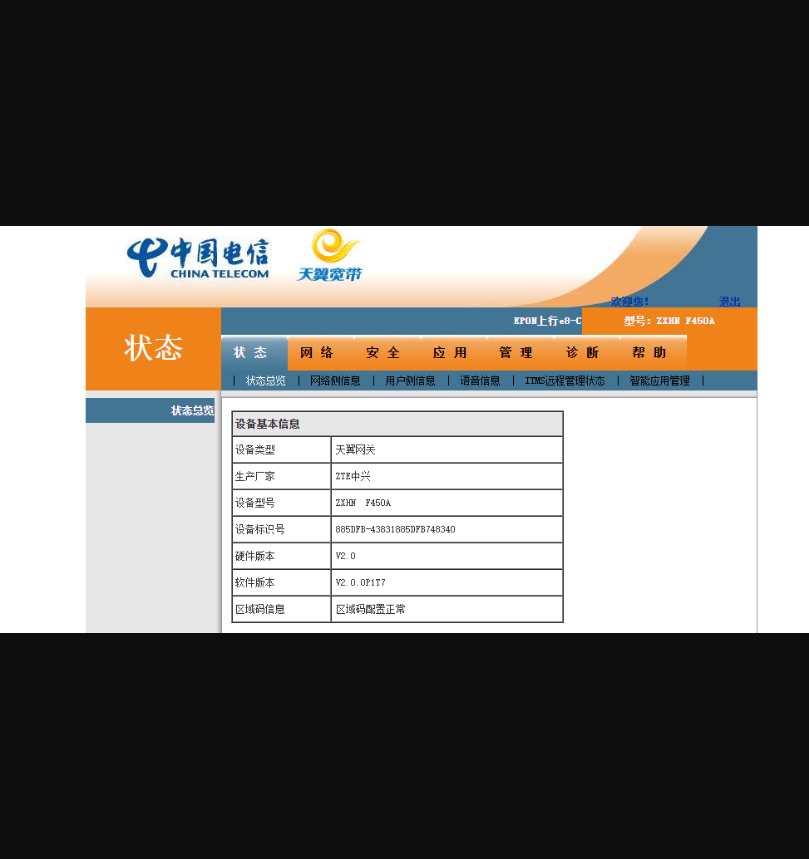 中国电信
CHINA TELECOM
天翼宽带
欢迎您!
退出
EPON上行e8-C
型号: ZXHN F450A
状态
状态 网络 安全 应用 管理 诊断 帮助
| 状态总览 | 网络侧信息 | 用户侧信息 | 语音信息 | ITMS远程管理状态 | 智能应用管理 |
状态总览
设备基本信息
设备类型 天翼网关
生产厂家 ZTE中兴
设备型号 ZXHN F450A
设备标识号 885DFB-43831885DFB748340
硬件版本 V2.0
软件版本 V2.0.0P1T7
区域码信息 区域码配置正常